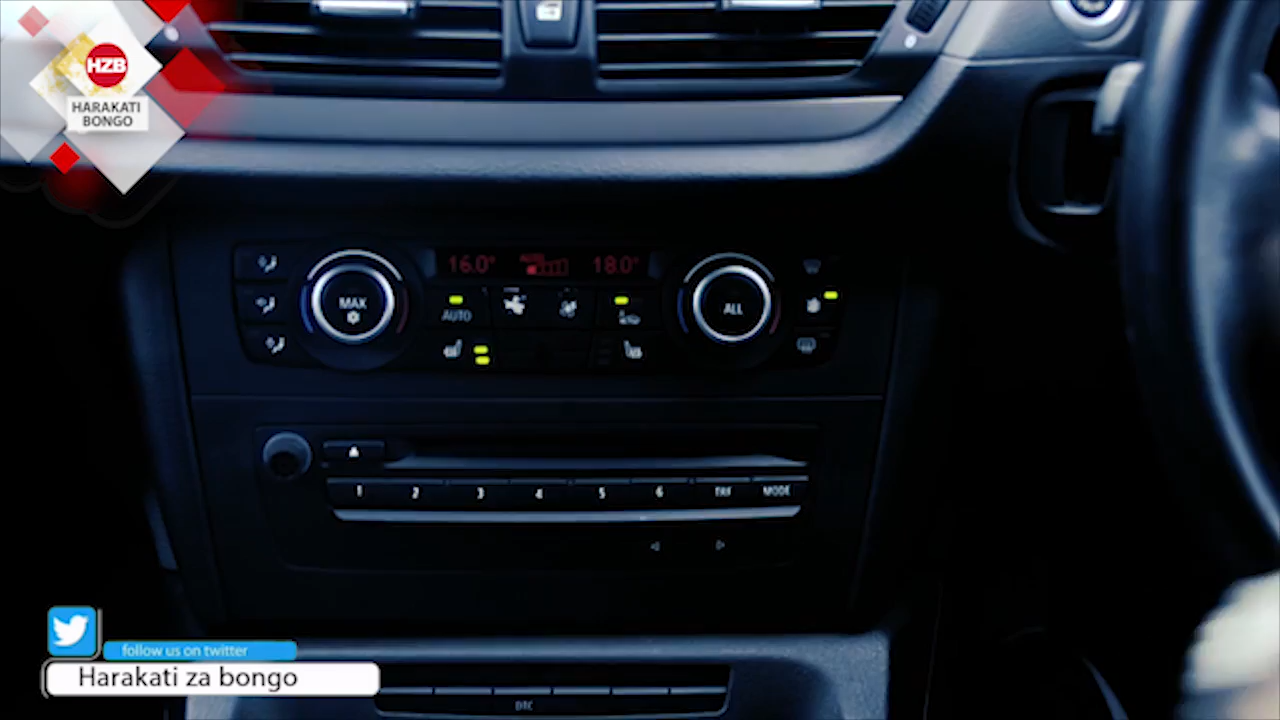 HZB
HARAKATI
BONGO
16.0°
18.0°
MAX
AUTO
ALL
1 2 3 4 5 6 TRF MODE
follow us on twitter
Harakati za bongo
DTC